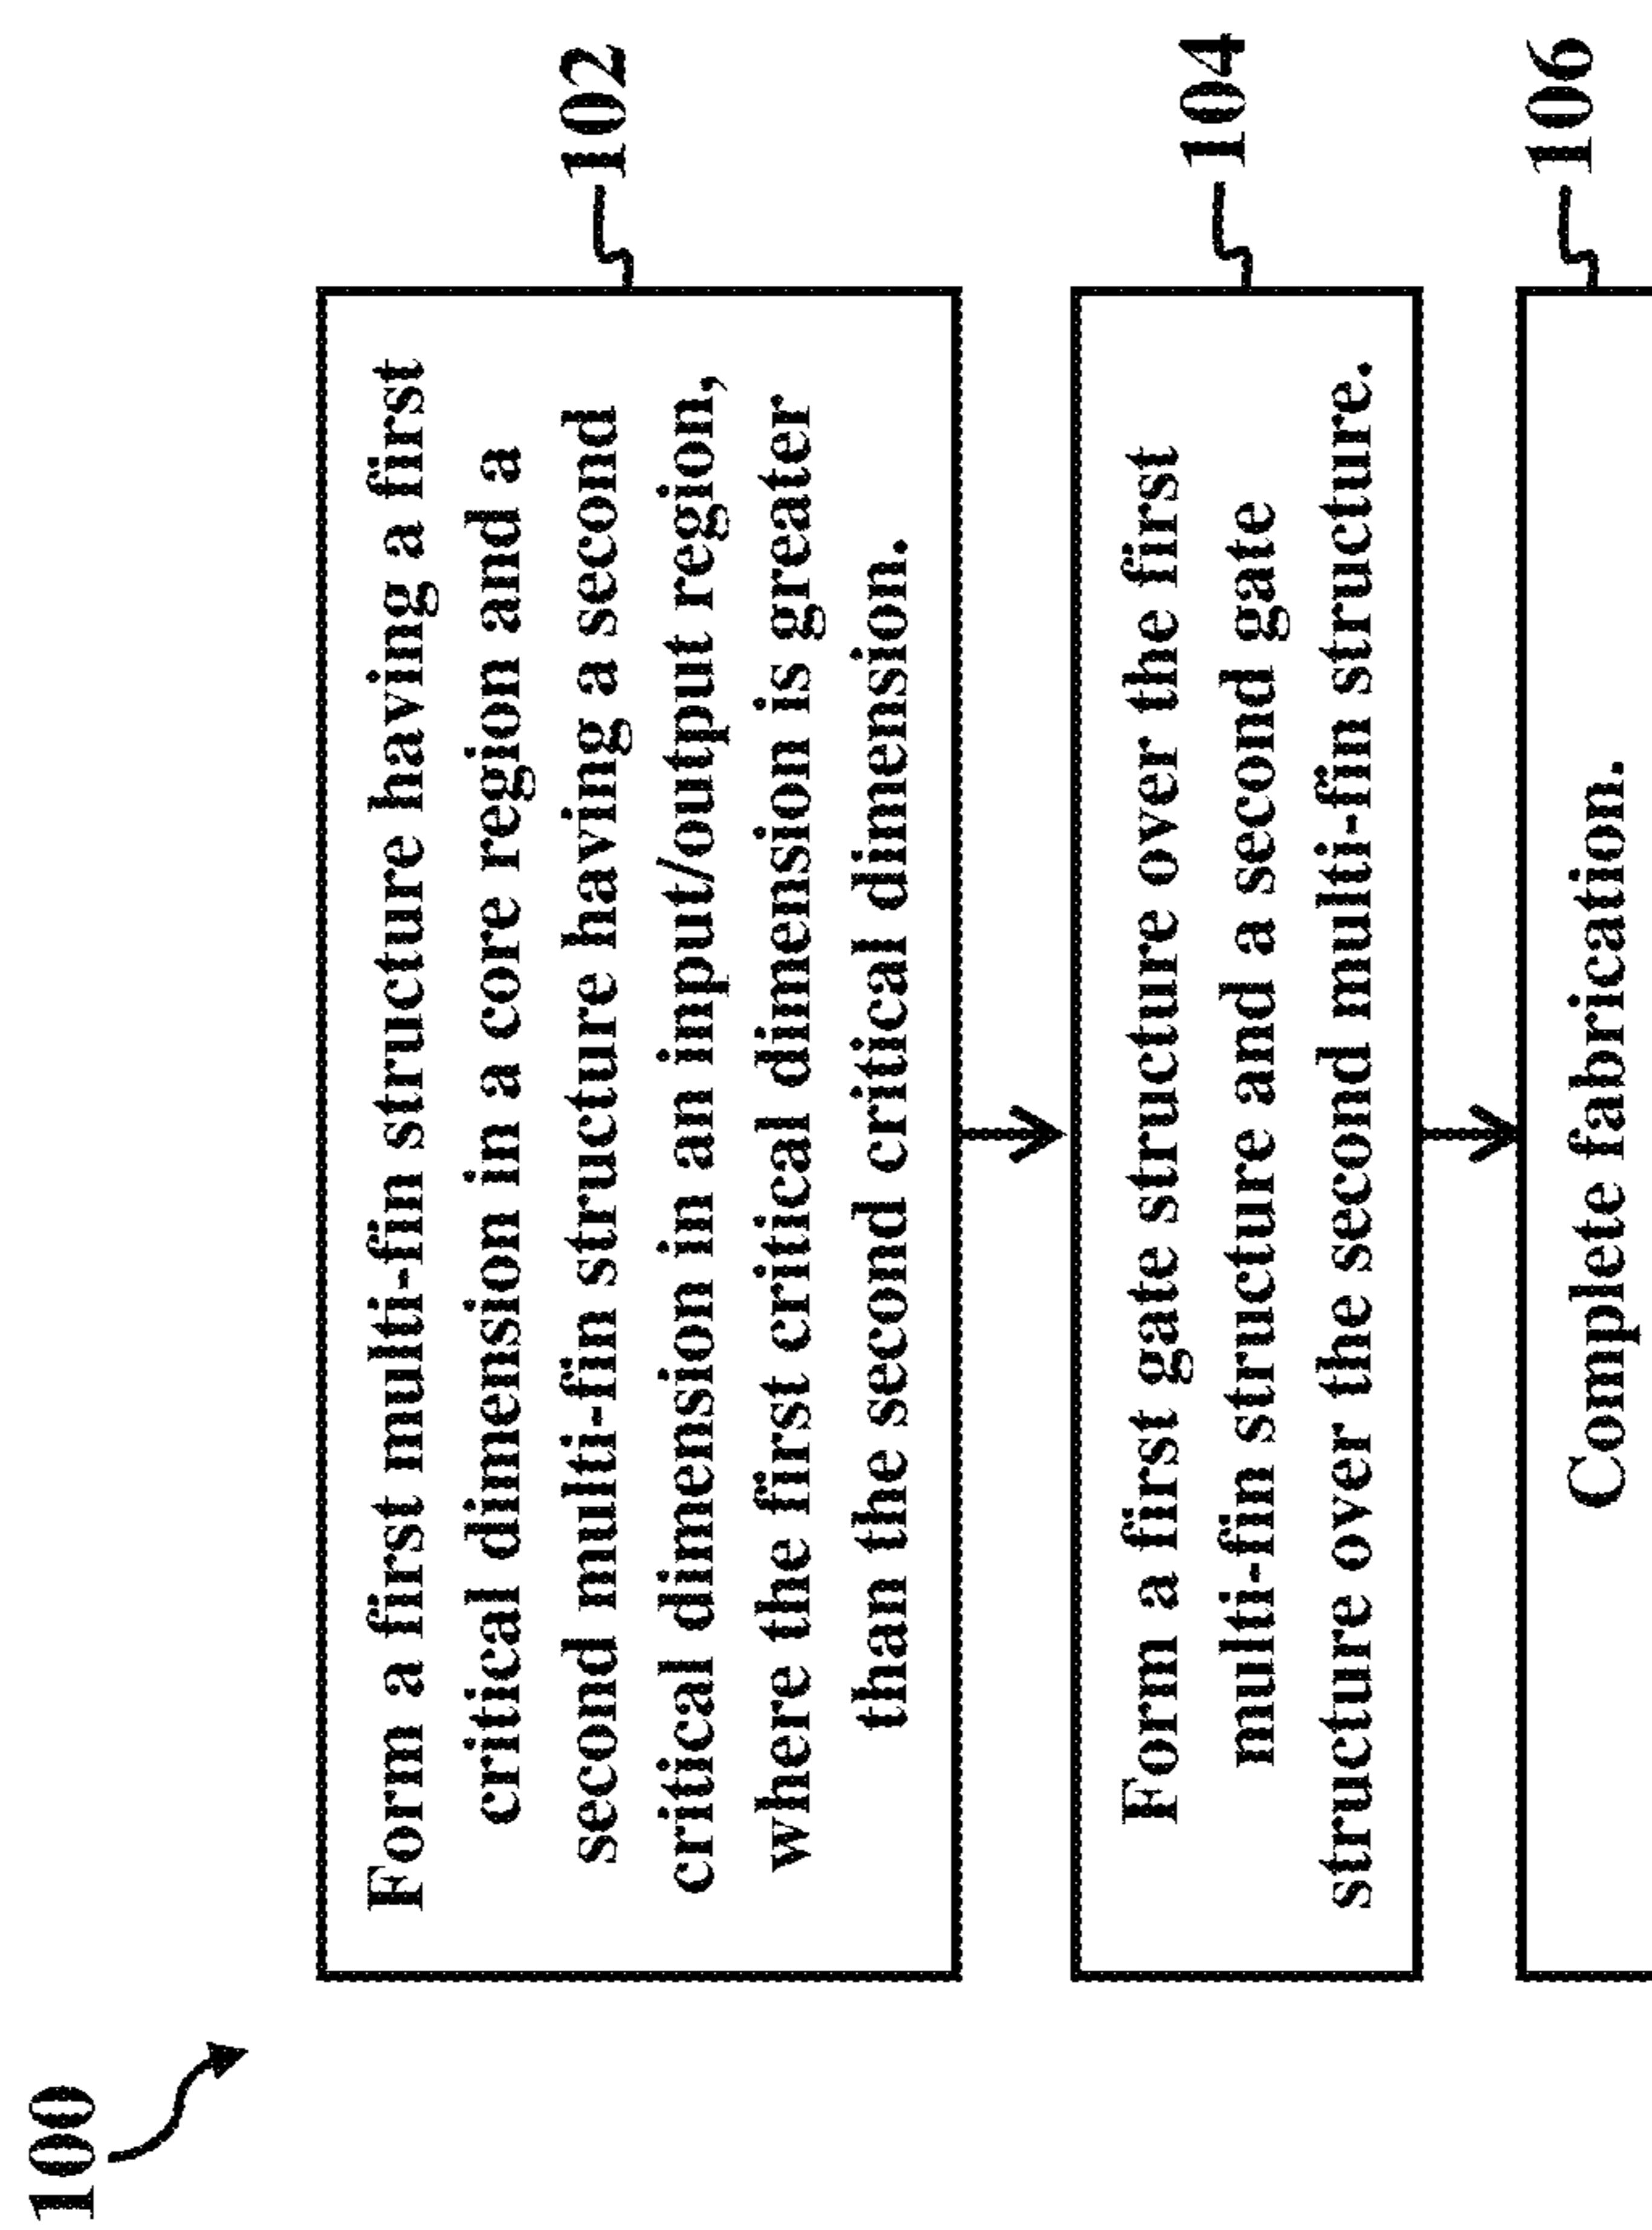 100
Form a first multi-fin structure having a first
critical dimension in a core region and a
second multi-fin structure having a second
critical dimension in an input/output region,
where the first critical dimension is greater
than the second critical dimension.
102
Form a first gate structure over the first
multi-fin structure and a second gate
structure over the second multi-fin structure.
104
Complete fabrication.
106